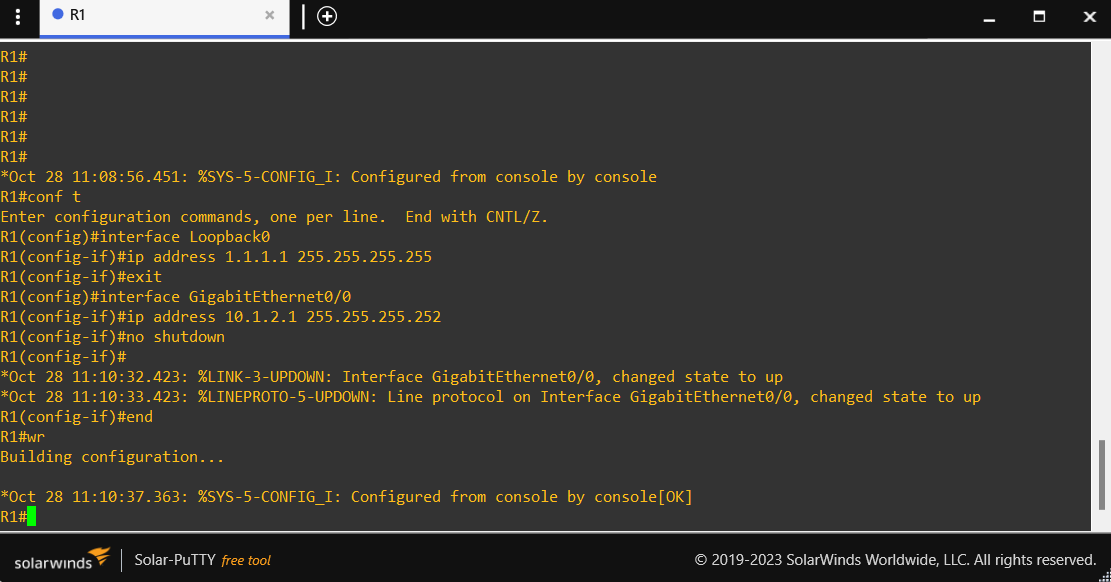 R1
R1#
R1#
R1#
R1#
R1#
R1#
*Oct 28 11:08:56.451: %SYS-5-CONFIG_I: Configured from console by console
R1#conf t
Enter configuration commands, one per line.  End with CNTL/Z.
R1(config)#interface Loopback0
R1(config-if)#ip address 1.1.1.1 255.255.255.255
R1(config-if)#exit
R1(config)#interface GigabitEthernet0/0
R1(config-if)#ip address 10.1.2.1 255.255.255.252
R1(config-if)#no shutdown
R1(config-if)#
*Oct 28 11:10:32.423: %LINK-3-UPDOWN: Interface GigabitEthernet0/0, changed state to up
*Oct 28 11:10:33.423: %LINEPROTO-5-UPDOWN: Line protocol on Interface GigabitEthernet0/0, changed state to up
R1(config-if)#end
R1#wr
Building configuration...
*Oct 28 11:10:37.363: %SYS-5-CONFIG_I: Configured from console by console[OK]
R1#
solarwinds Solar-PuTTY free tool © 2019-2023 SolarWinds Worldwide, LLC. All rights reserved.